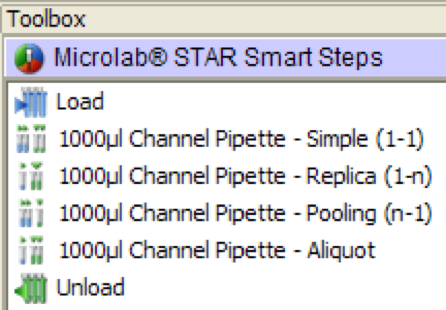 Toolbox
Microlab® STAR Smart Steps
Load
1000µl Channel Pipette - Simple (1-1)
1000µl Channel Pipette - Replica (1-n)
1000µl Channel Pipette - Pooling (n-1)
1000µl Channel Pipette - Aliquot
Unload